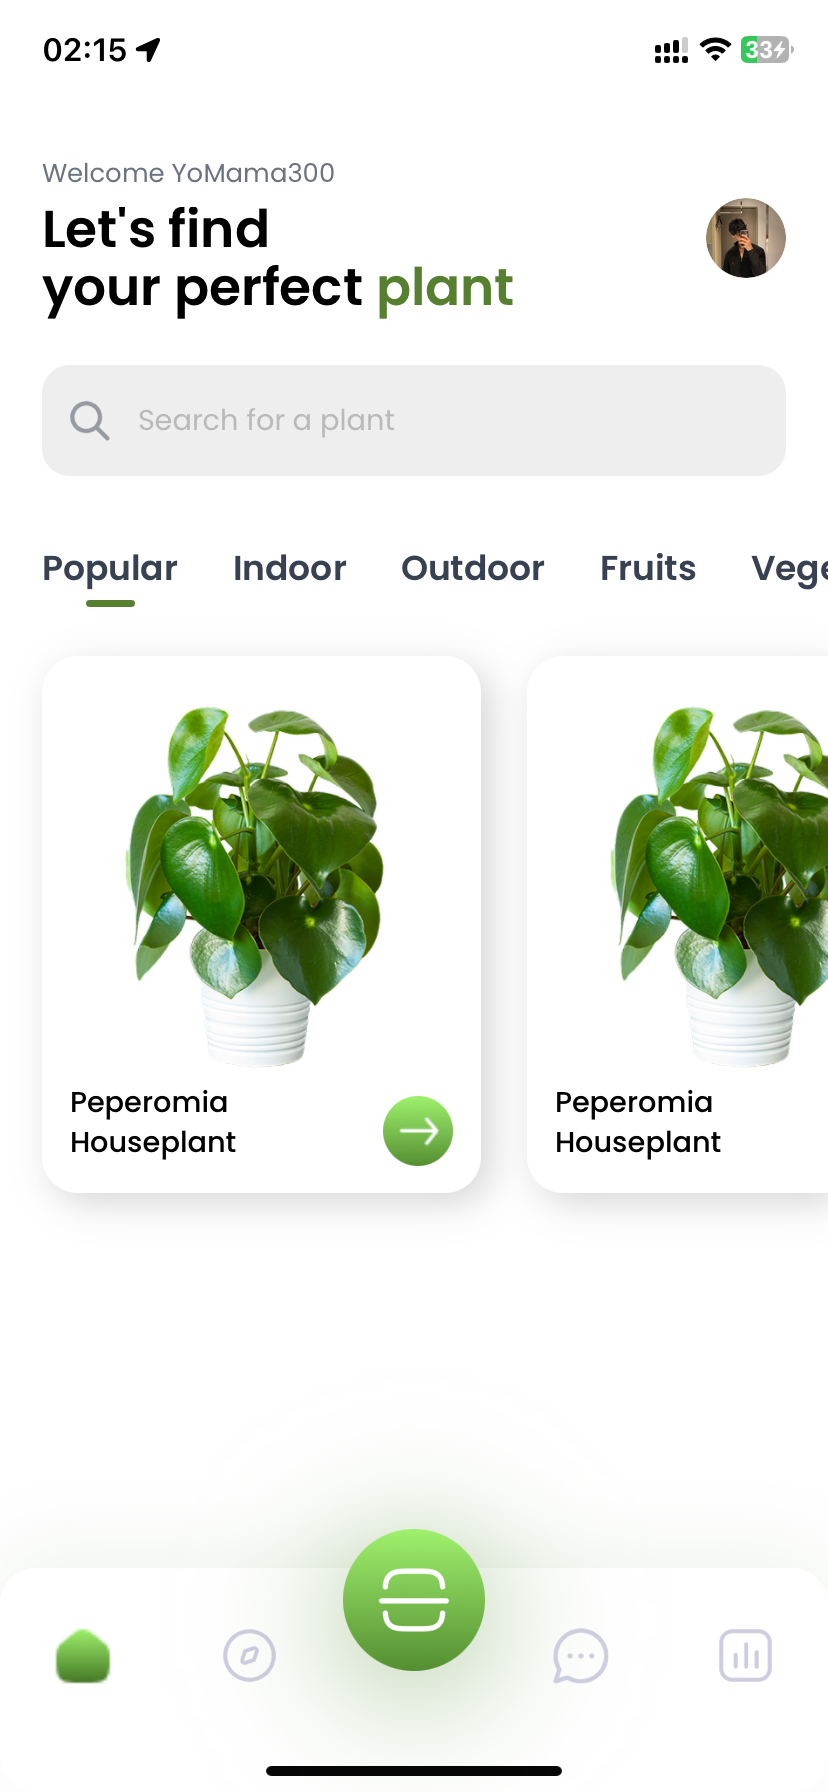 02:15
33
Welcome YoMama300
Let's find
your perfect plant
Search for a plant
Popular Indoor Outdoor Fruits Vege
Peperomia
Houseplant
Peperomia
Houseplant